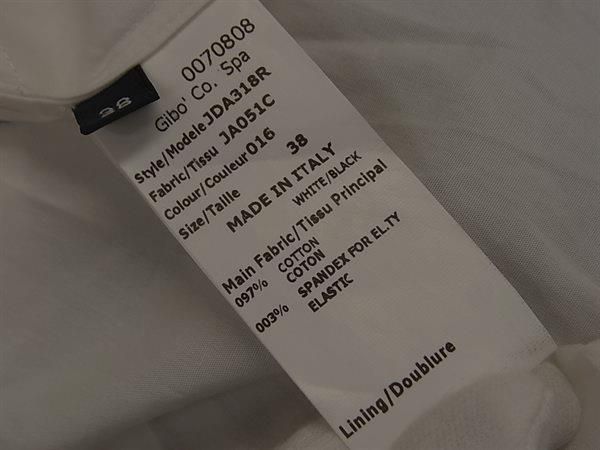 38
0070808
Gibo' Co. Spa
Style/Modele JDA318R
Fabric/Tissu JA051C
Colour/Couleur 016
Size/Taille 38
MADE IN ITALY
WHITE/BLACK
Main Fabric/Tissu Principal
097% COTTON
COTON
003% SPANDEX FOR EL.TY
ELASTIC
Lining/Doublure